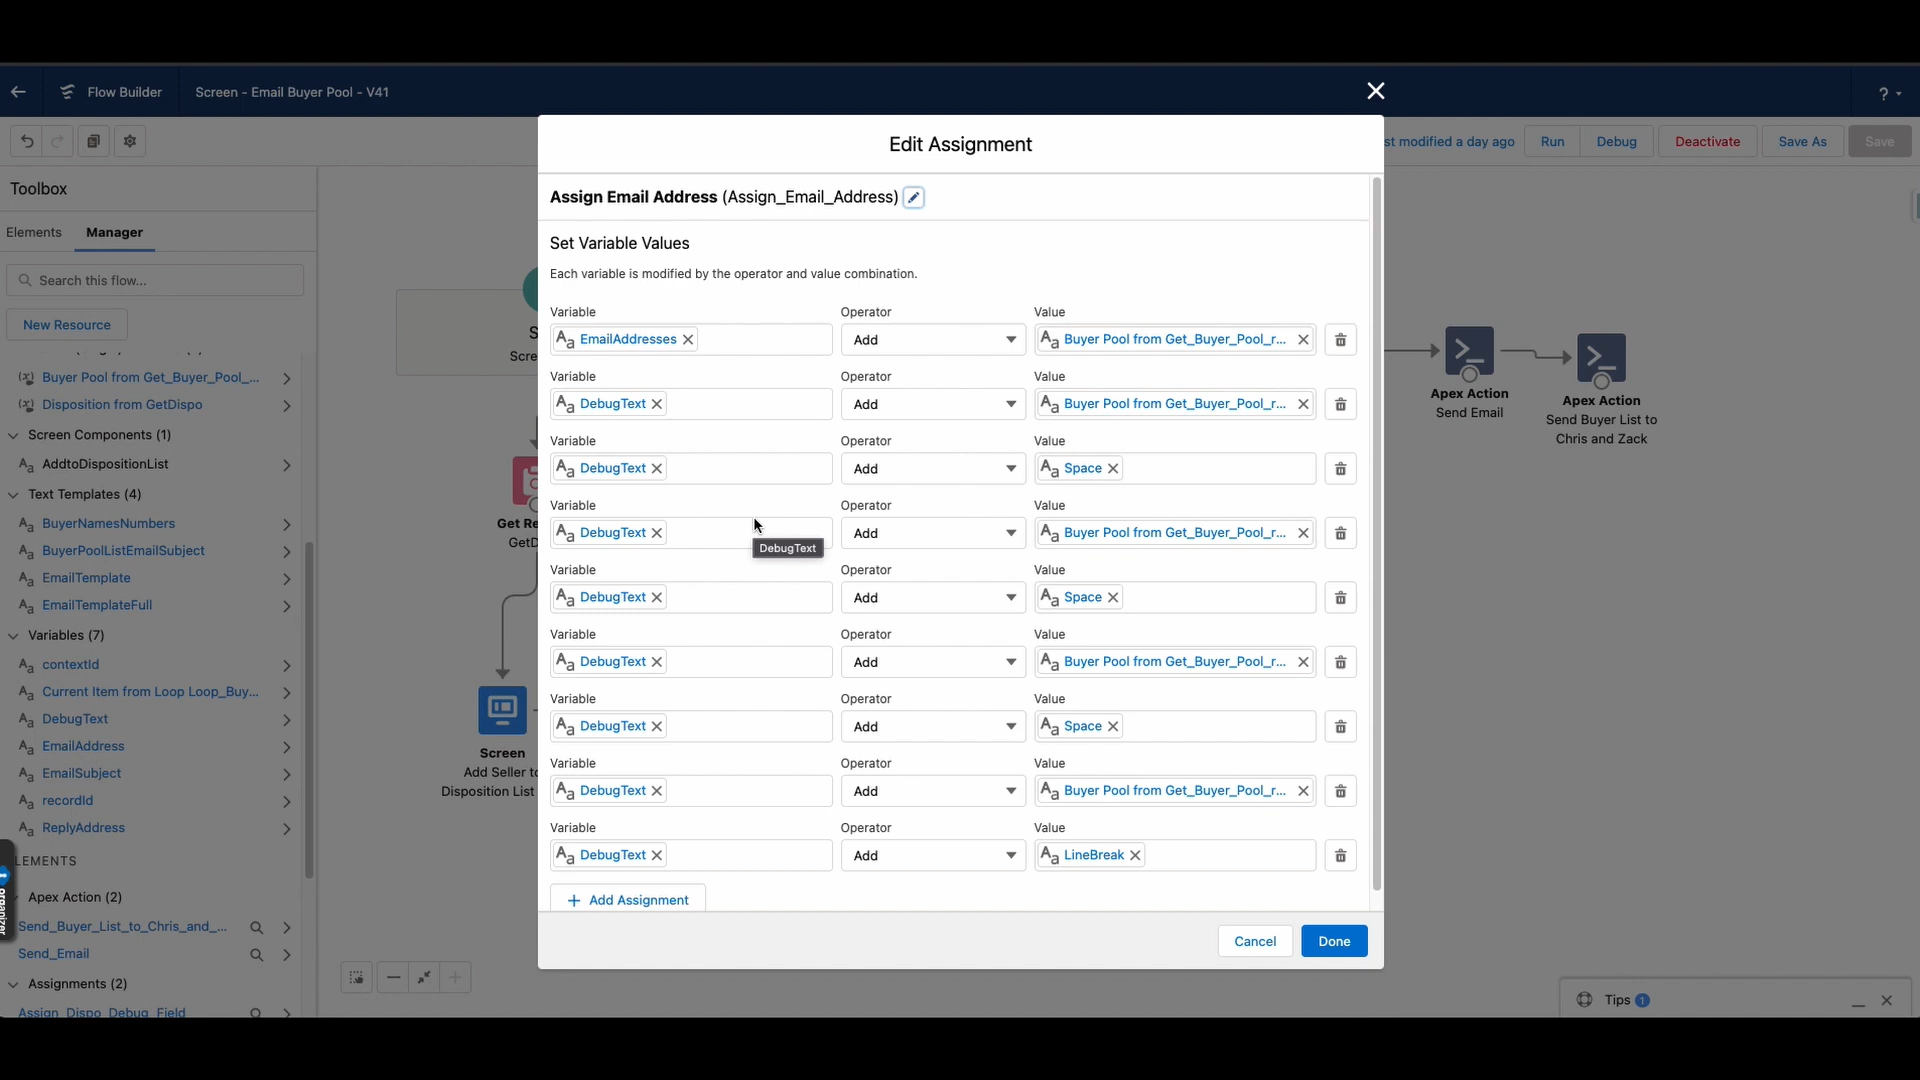 Flow Builder
Screen - Email Buyer Pool - V41
?
st modified a day ago
Run
Debug
Deactivate
Save As
Save
Toolbox
Elements
Manager
Search this flow...
New Resource
Buyer Pool from Get_Buyer_Pool_...
Disposition from GetDispo
Screen Components (1)
AddtoDispositionList
Text Templates (4)
BuyerNamesNumbers
BuyerPoolListEmailSubject
EmailTemplate
EmailTemplateFull
Variables (7)
contextId
Current Item from Loop Loop_Buy...
DebugText
EmailAddress
EmailSubject
recordId
ReplyAddress
LEMENTS
Apex Action (2)
Send_Buyer_List_to_Chris_and_...
Send_Email
Assignments (2)
Assign_Dispo_Debug_Field
organizer
S
Scre
Get Re
GetD
Screen
Add Seller to
Disposition List
Edit Assignment
Assign Email Address (Assign_Email_Address)
Set Variable Values
Each variable is modified by the operator and value combination.
Variable Operator Value
EmailAddresses Add Buyer Pool from Get_Buyer_Pool_r...
Variable Operator Value
DebugText Add Buyer Pool from Get_Buyer_Pool_r...
Variable Operator Value
DebugText Add Space
Variable Operator Value
DebugText Add Buyer Pool from Get_Buyer_Pool_r...
DebugText
Variable Operator Value
DebugText Add Space
Variable Operator Value
DebugText Add Buyer Pool from Get_Buyer_Pool_r...
Variable Operator Value
DebugText Add Space
Variable Operator Value
DebugText Add Buyer Pool from Get_Buyer_Pool_r...
Variable Operator Value
DebugText Add LineBreak
Add Assignment
Cancel
Done
Apex Action
Send Email
Apex Action
Send Buyer List to
Chris and Zack
Tips 1